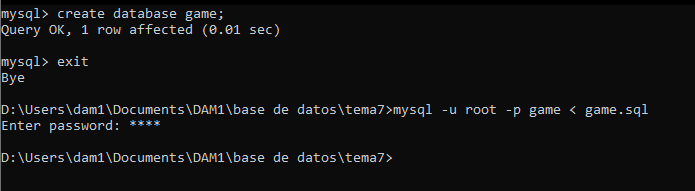 mysql> create database game;
Query OK, 1 row affected (0.01 sec)
mysql> exit
Bye
D:\Users\dam1\Documents\DAM1\base de datos\tema7>mysql -u root -p game < game.sql
Enter password: ****
D:\Users\dam1\Documents\DAM1\base de datos\tema7>